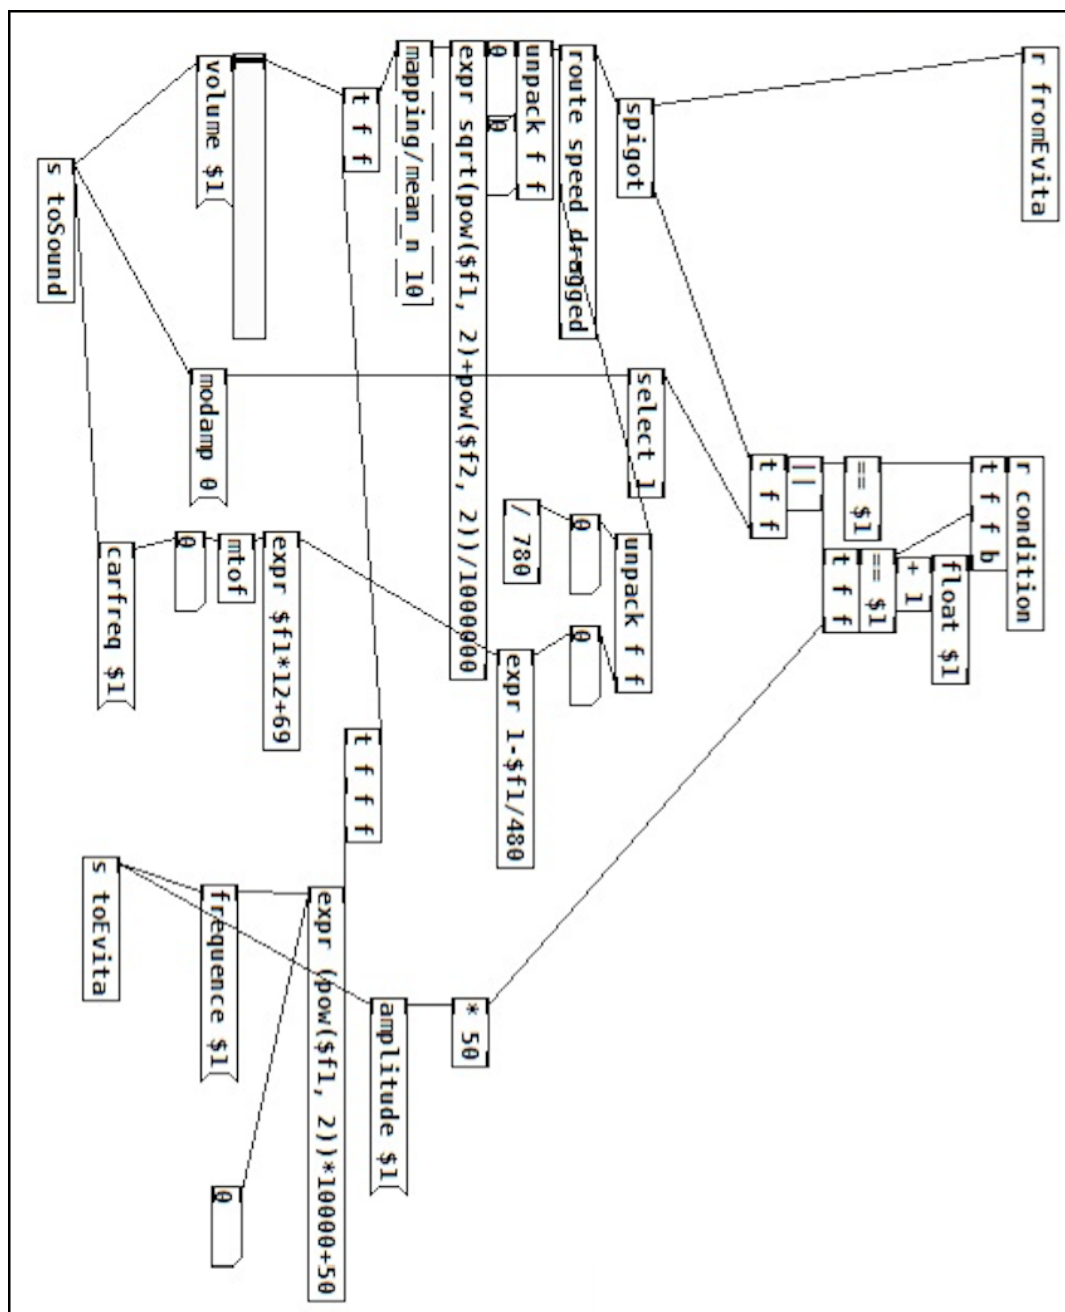 r fromEvita
r condition
t f f b
float $1
+ 1
== $1
== $1
t f f
||
t f f
spigot
select 1
unpack f f
route speed dragged
0
0
unpack f f
/ 780
expr 1-$f1/480
0
0
expr sqrt(pow($f1, 2)+pow($f2, 2))/1000000
* 50
mapping/mean_n 10
amplitude $1
t f f
t f f f
expr (pow($f1, 2))*10000+50
expr $f1*12+69
mtof
0
volume $1
modamp 0
frequence $1
0
carfreq $1
s toEvita
s toSound